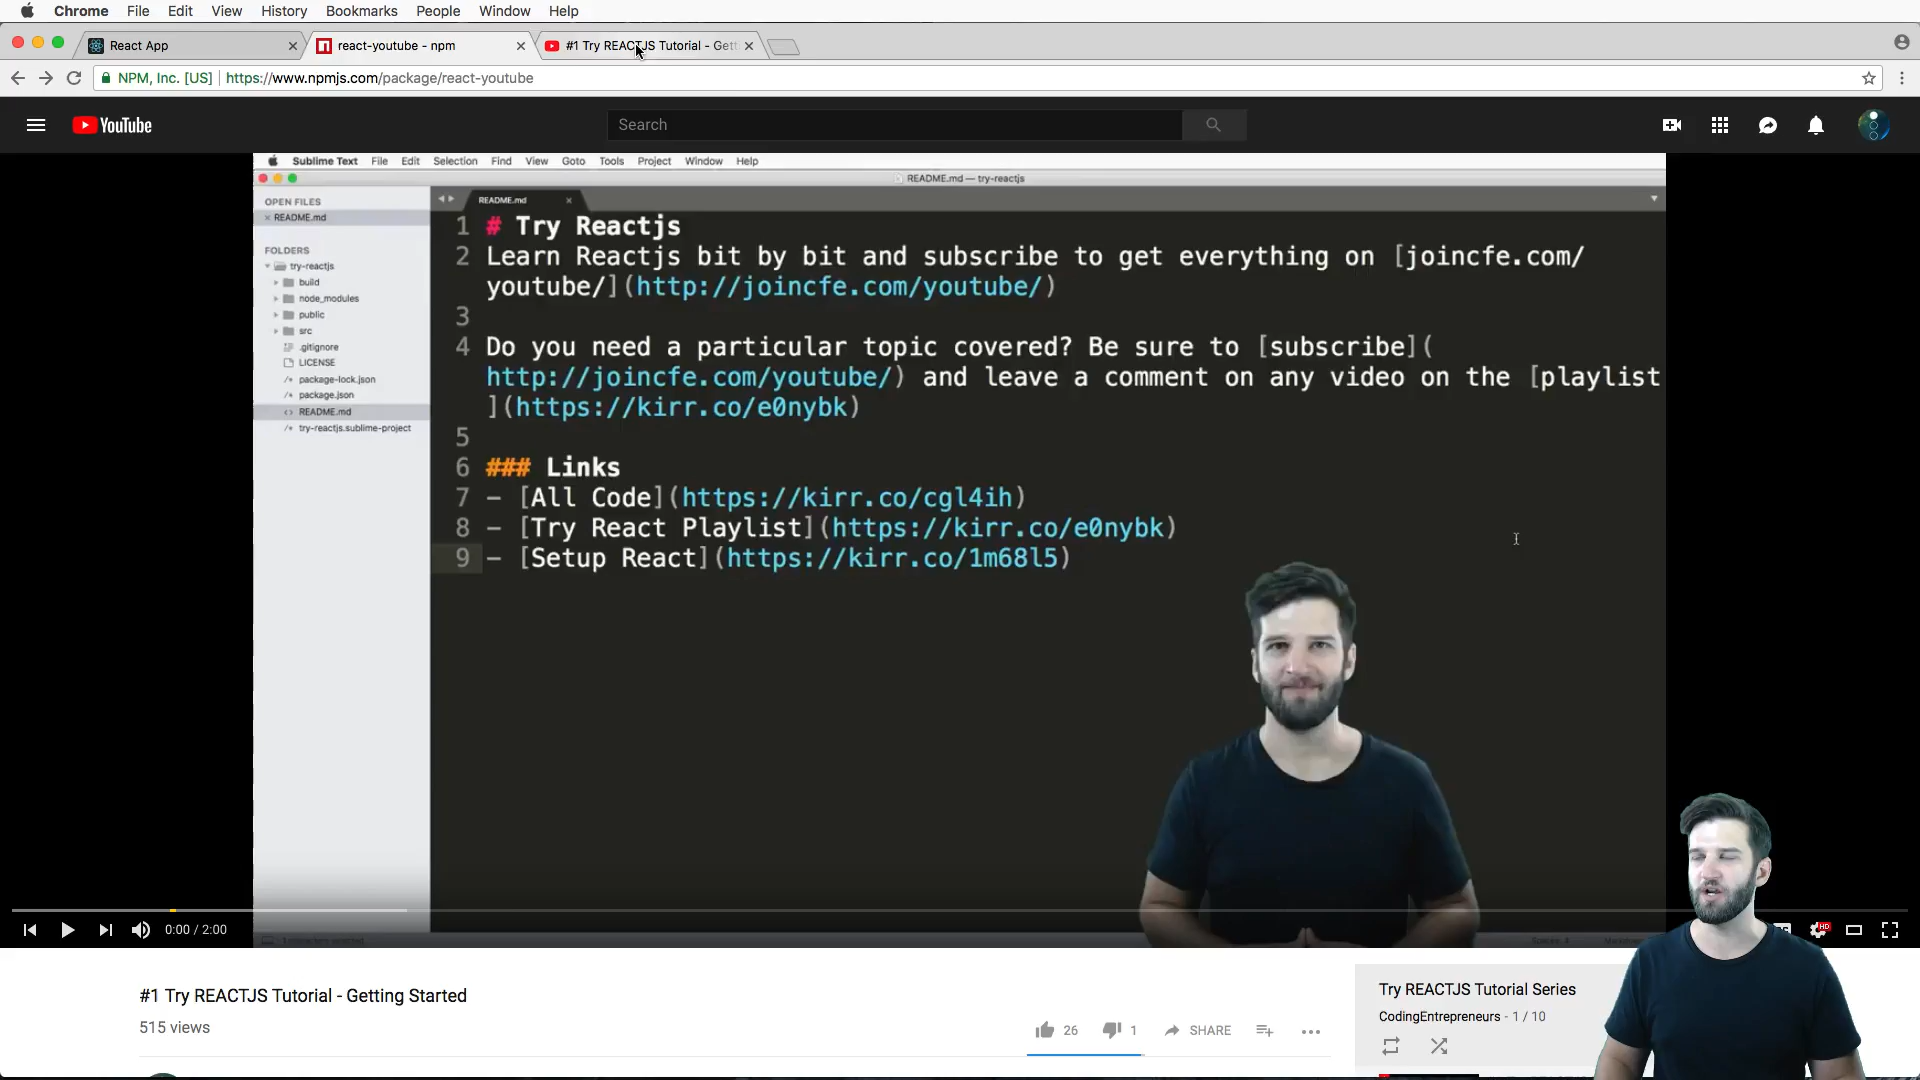 Chrome File Edit View History Bookmarks People Window Help
React App
react-youtube - npm
#1 Try REACTJS Tutorial - Gett
NPM, Inc. [US] https://www.npmjs.com/package/react-youtube
YouTube
Search
Sublime Text File Edit Selection Find View Goto Tools Project Window Help
README.md — try-reactjs
OPEN FILES
README.md
FOLDERS
try-reactjs
build
node_modules
public
src
.gitignore
LICENSE
package-lock.json
package.json
README.md
try-reactjs.sublime-project
README.md
1 # Try Reactjs
2 Learn Reactjs bit by bit and subscribe to get everything on [joincfe.com/
youtube/](http://joincfe.com/youtube/)
3
4 Do you need a particular topic covered? Be sure to [subscribe](
http://joincfe.com/youtube/) and leave a comment on any video on the [playlist
](https://kirr.co/e0nybk)
5
6 ### Links
7 - [All Code](https://kirr.co/cgl4ih)
8 - [Try React Playlist](https://kirr.co/e0nybk)
9 - [Setup React](https://kirr.co/1m68l5)
0:00 / 2:00
HD
#1 Try REACTJS Tutorial - Getting Started
515 views
26
1
SHARE
Try REACTJS Tutorial Series
CodingEntrepreneurs - 1 / 10